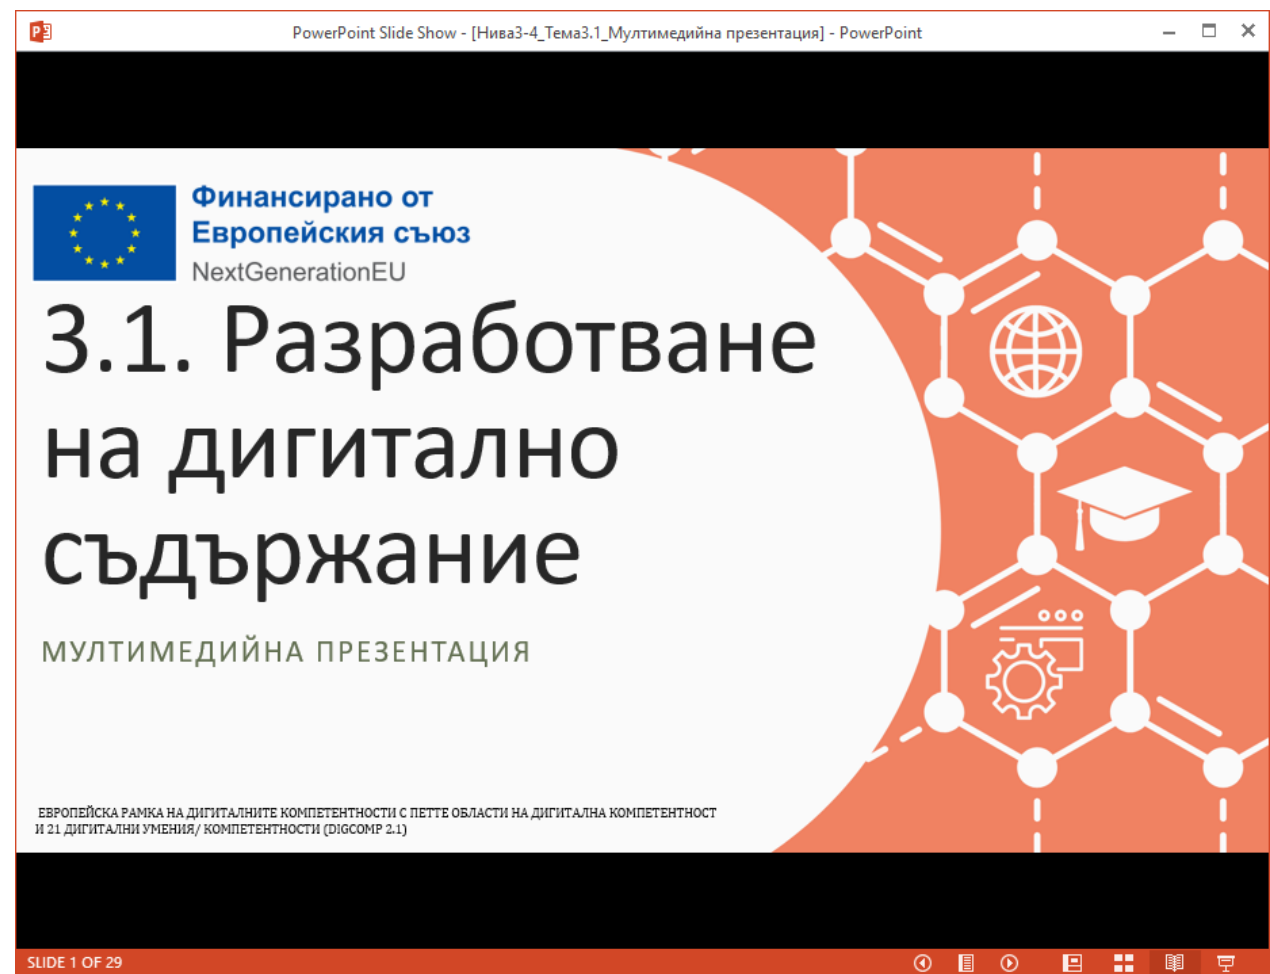 PowerPoint Slide Show - [Нива3-4_Тема3.1_Мултимедийна презентация] - PowerPoint
Финансирано от
Европейския съюз
NextGenerationEU
3.1. Разработване
на дигитално
съдържание
МУЛТИМЕДИЙНА ПРЕЗЕНТАЦИЯ
ЕВРОПЕЙСКА РАМКА НА ДИГИТАЛНИТЕ КОМПЕТЕНТНОСТИ С ПЕТТЕ ОБЛАСТИ НА ДИГИТАЛНА КОМПЕТЕНТНОСТ
И 21 ДИГИТАЛНИ УМЕНИЯ/ КОМПЕТЕНТНОСТИ (DIGCOMP 2.1)
SLIDE 1 OF 29